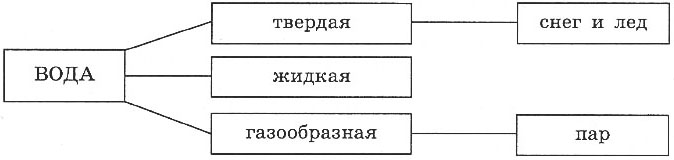 твердая
снег и лед
ВОДА
жидкая
газообразная
пар